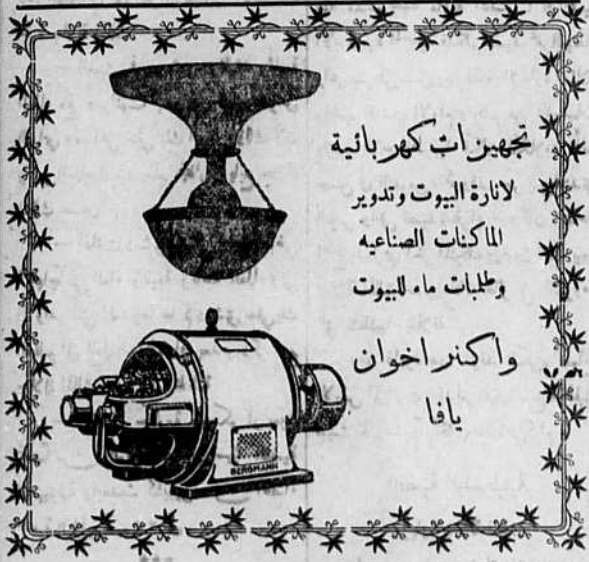 تجهيزات كهربائية
لانارة البيوت وتدوير
الماكنات الصناعيه
وطلمبات ماء للبيوت
واكنر اخوان
يافا
BERGMANN